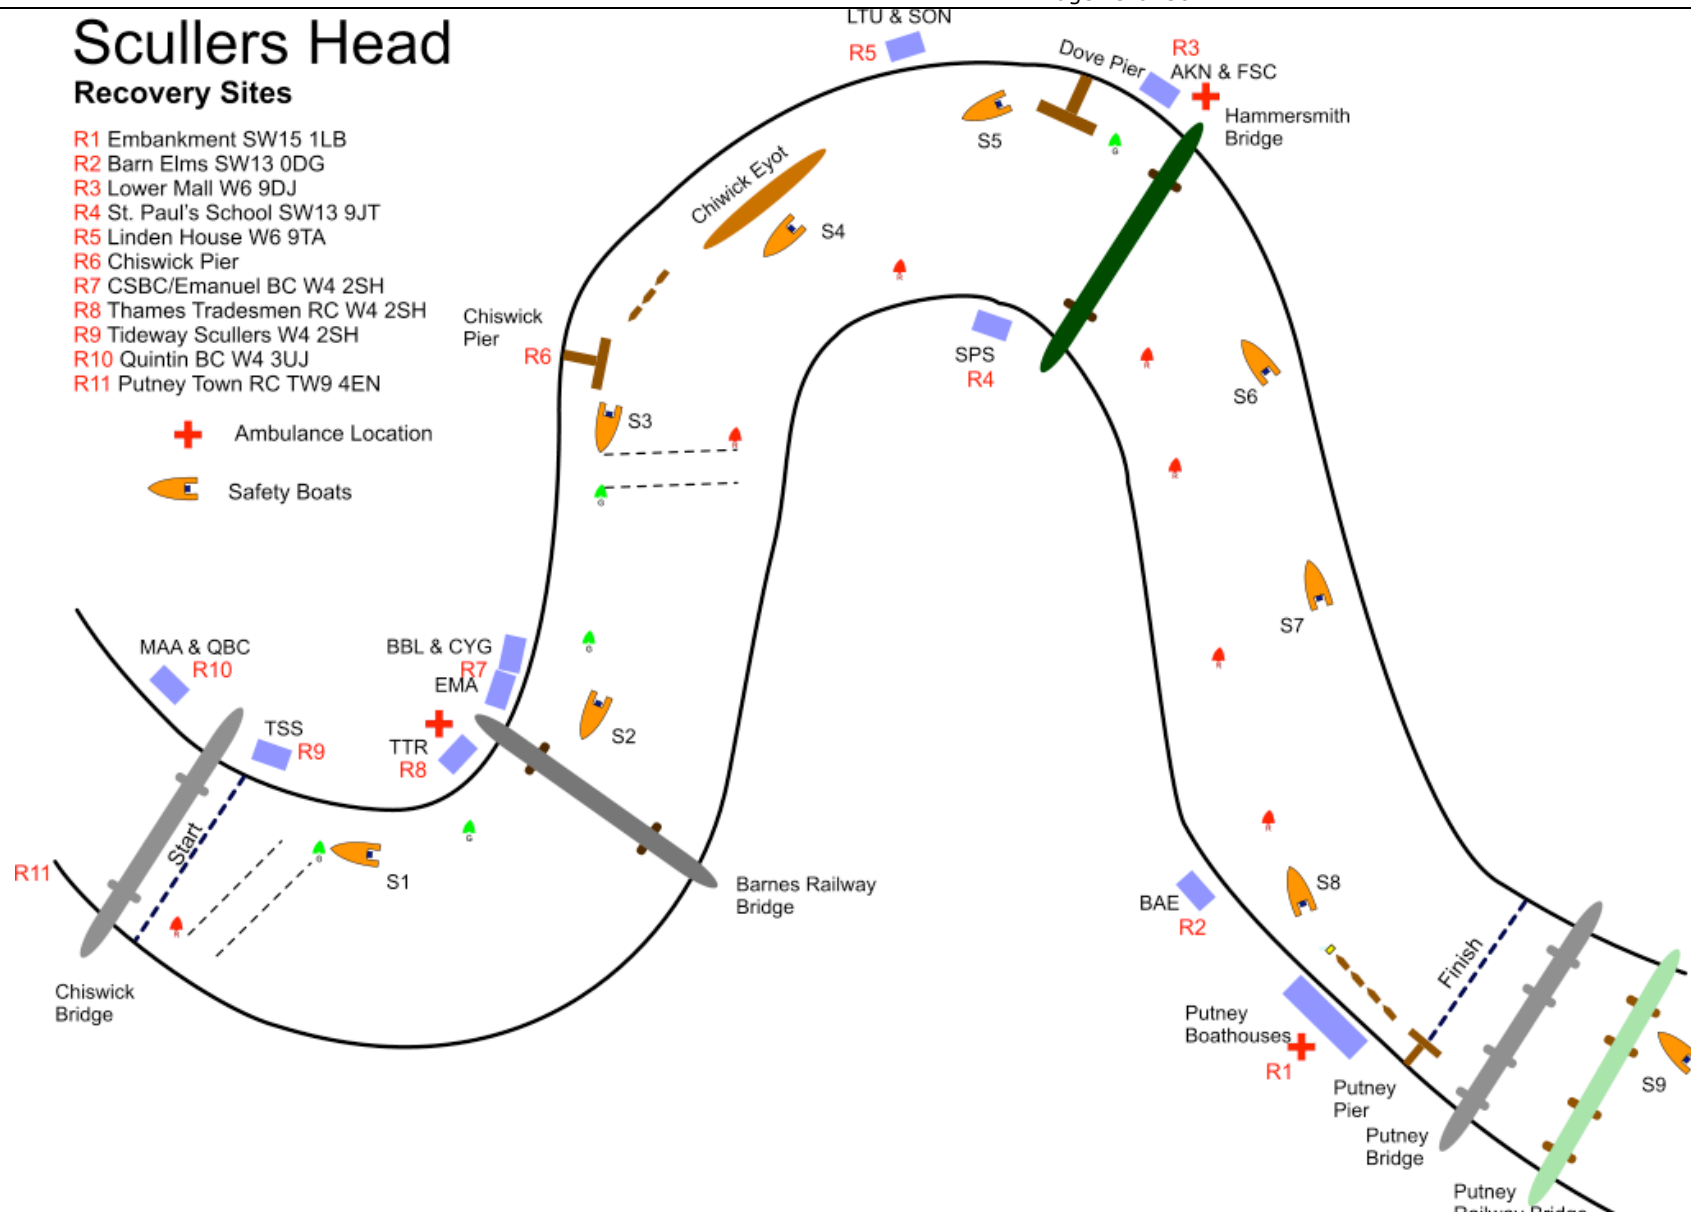 LTU & SON
Scullers Head
Recovery Sites
R1 Embankment SW15 1LB
R2 Barn Elms SW13 0DG
R3 Lower Mall W6 9DJ
R4 St. Paul's School SW13 9JT
R5 Linden House W6 9TA
R6 Chiswick Pier
R7 CSBC/Emanuel BC W4 2SH
R8 Thames Tradesmen RC W4 2SH
R9 Tideway Scullers W4 2SH
R10 Quintin BC W4 3UJ
R11 Putney Town RC TW9 4EN
Ambulance Location
Safety Boats
R5
Dove Pier
R3
AKN & FSC
Hammersmith
Bridge
S5
G
Chiwick Eyot
S4
R
Chiswick
Pier
R6
SPS
R4
R
S6
S3
R
R
G
S7
G
R
MAA & QBC
R10
BBL & CYG
R7
EMA
S2
TSS
R9
TTR
R8
Start
G
G
S1
R
R11
Barnes Railway
Bridge
Chiswick
Bridge
R
S8
BAE
R2
Finish
Putney
Boathouses
R1
Putney
Pier
Putney
Bridge
S9
Putney
Railway Bridge